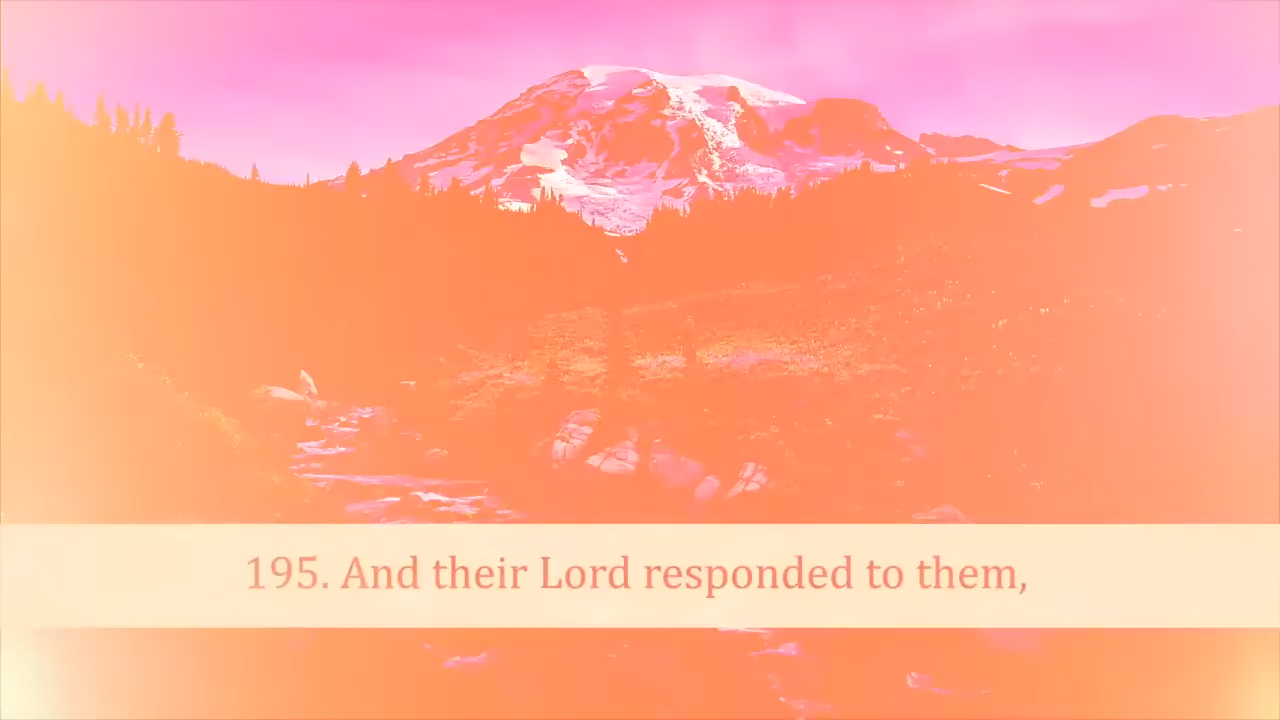 195. And their Lord responded to them,